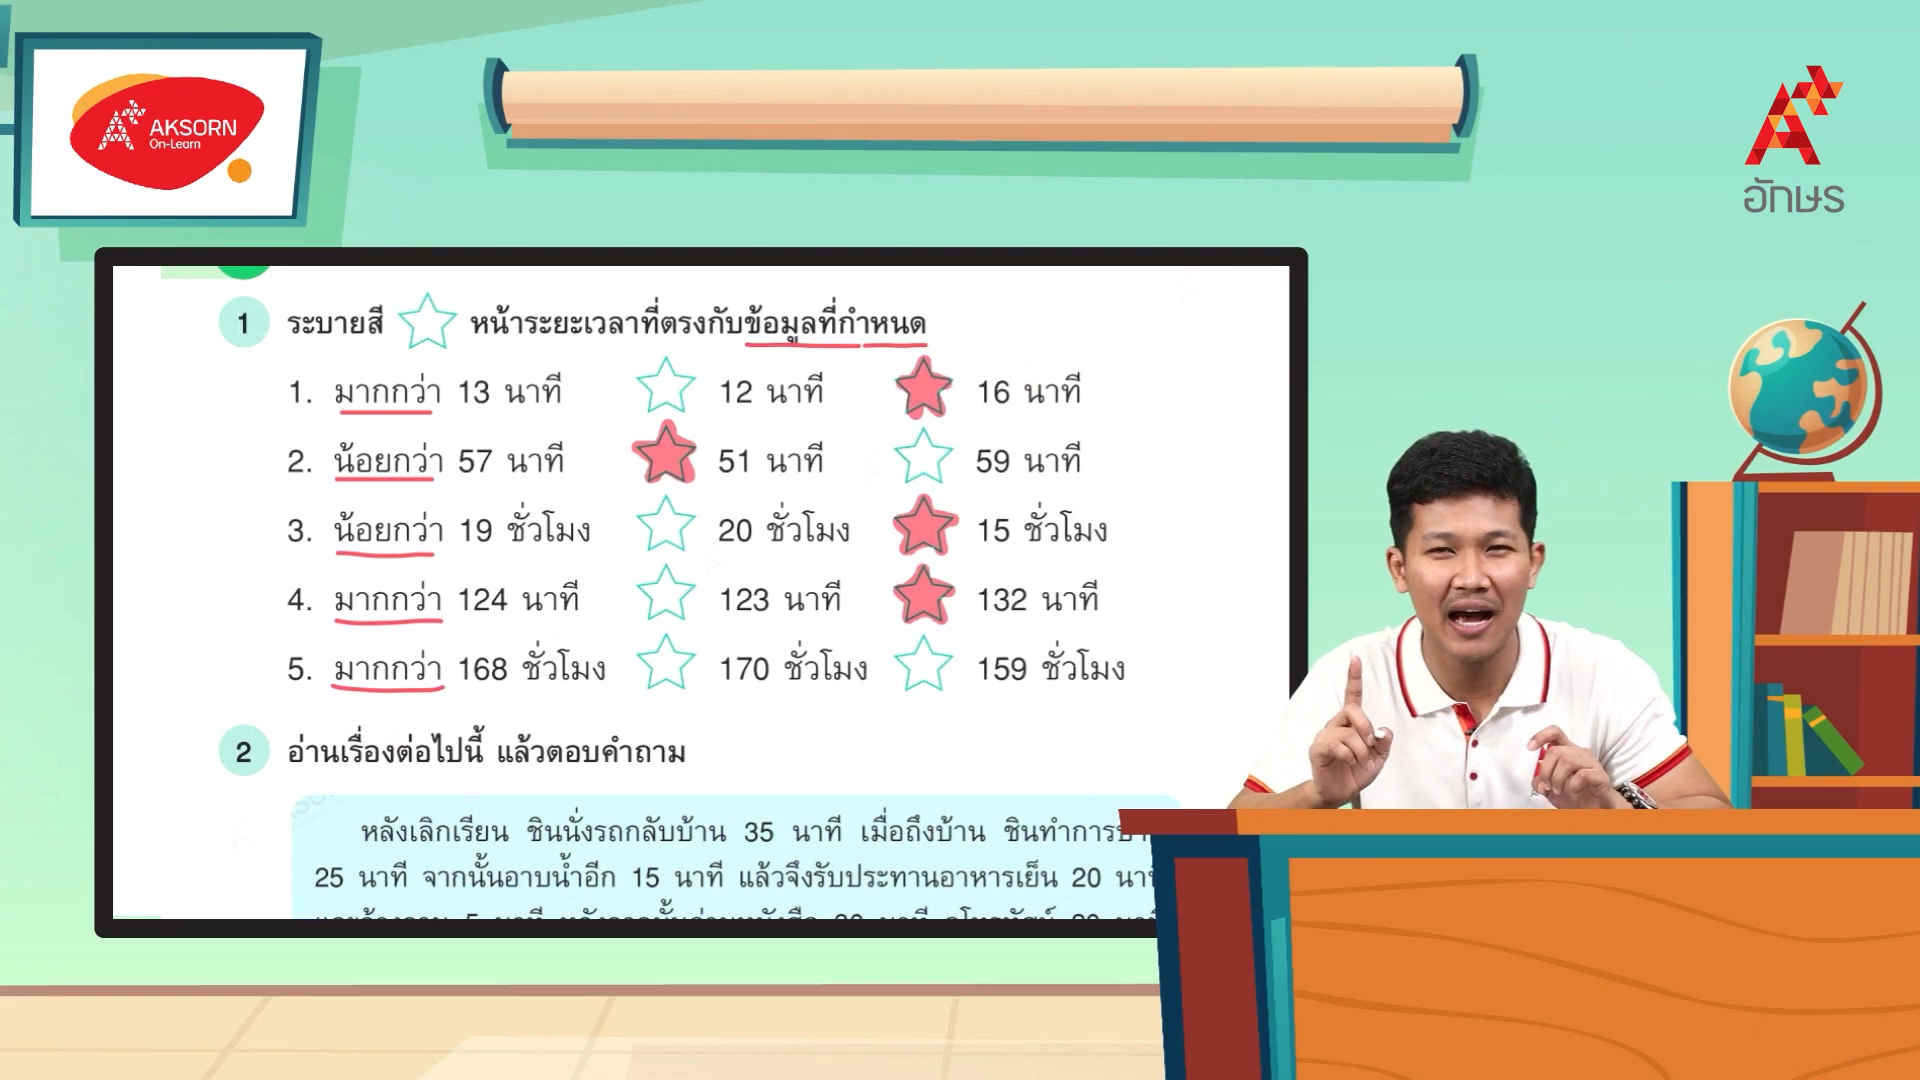 AKSORN
On-Learn
อักษร
1 ระบายสี หน้าระยะเวลาที่ตรงกับข้อมูลที่กำหนด
1. มากกว่า 13 นาที 12 นาที 16 นาที
2. น้อยกว่า 57 นาที 51 นาที 59 นาที
3. น้อยกว่า 19 ชั่วโมง 20 ชั่วโมง 15 ชั่วโมง
4. มากกว่า 124 นาที 123 นาที 132 นาที
5. มากกว่า 168 ชั่วโมง 170 ชั่วโมง 159 ชั่วโมง
2 อ่านเรื่องต่อไปนี้ แล้วตอบคำถาม
หลังเลิกเรียน ชินนั่งรถกลับบ้าน 35 นาที เมื่อถึงบ้าน ชินทำการ
25 นาที จากนั้นอาบน้ำอีก 15 นาที แล้วจึงรับประทานอาหารเย็น 20